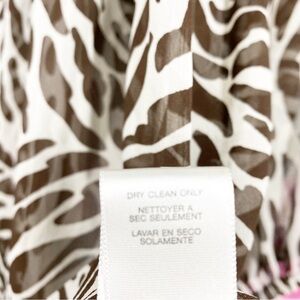 DRY CLEAN ONLY
NETTOYER A
SEC SEULEMENT
LAVAR EN SECO
SOLAMENTE